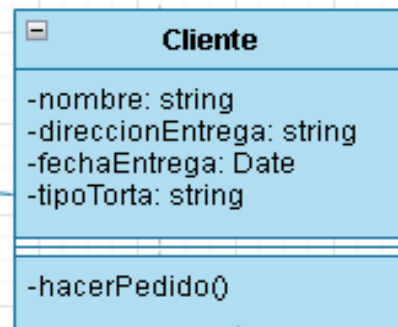 Cliente
-nombre: string
-direccionEntrega: string
-fechaEntrega: Date
-tipoTorta: string
-hacerPedido()